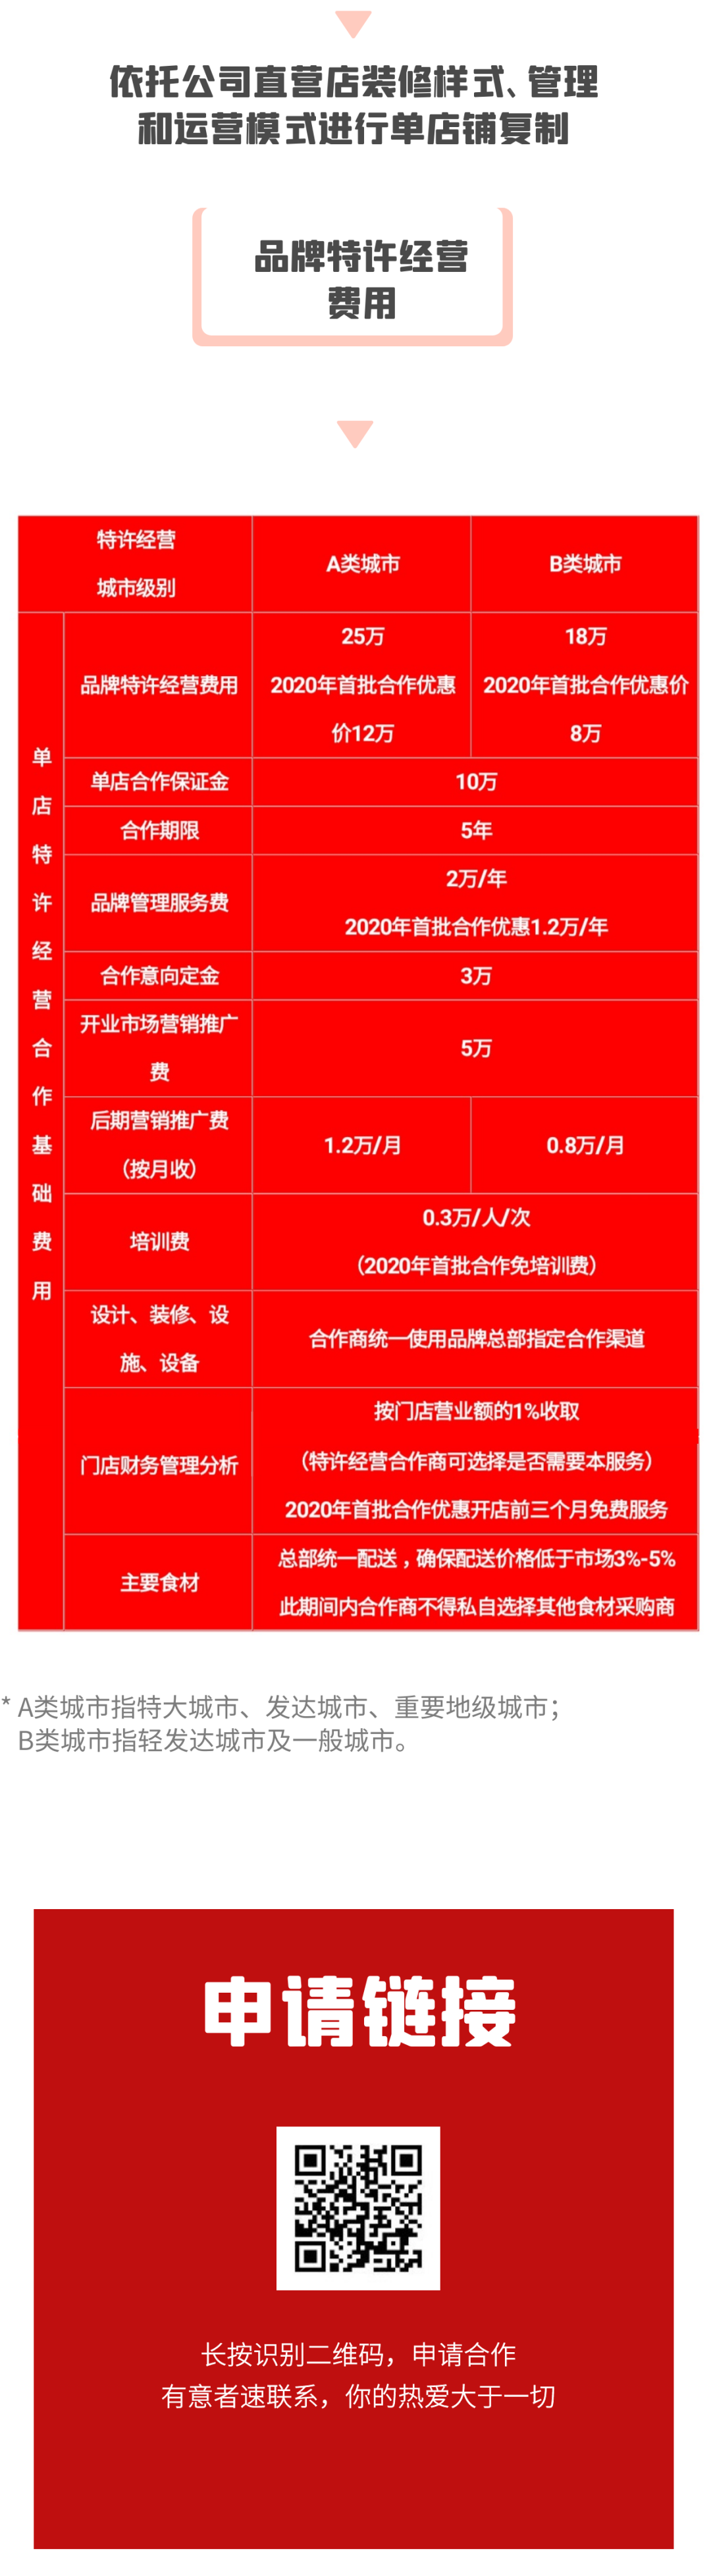 依托公司直营店装修样式、管理
和运营模式进行单店铺复制
品牌特许经营
费用
特许经营
城市级别
A类城市
B类城市
单店特许经营合作基础费用
品牌特许经营费用
25万
2020年首批合作优惠
价12万
18万
2020年首批合作优惠价
8万
单店合作保证金
10万
合作期限
5年
品牌管理服务费
2万/年
2020年首批合作优惠1.2万/年
合作意向定金
3万
开业市场营销推广
费
5万
后期营销推广费
（按月收）
1.2万/月
0.8万/月
培训费
0.3万/人/次
（2020年首批合作免培训费）
设计、装修、设
施、设备
合作商统一使用品牌总部指定合作渠道
门店财务管理分析
按门店营业额的1%收取
（特许经营合作商可选择是否需要本服务）
2020年首批合作优惠开店前三个月免费服务
主要食材
总部统一配送，确保配送价格低于市场3%-5%
此期间内合作商不得私自选择其他食材采购商
* A类城市指特大城市、发达城市、重要地级城市；
B类城市指轻发达城市及一般城市。
申请链接
长按识别二维码，申请合作
有意者速联系，你的热爱大于一切